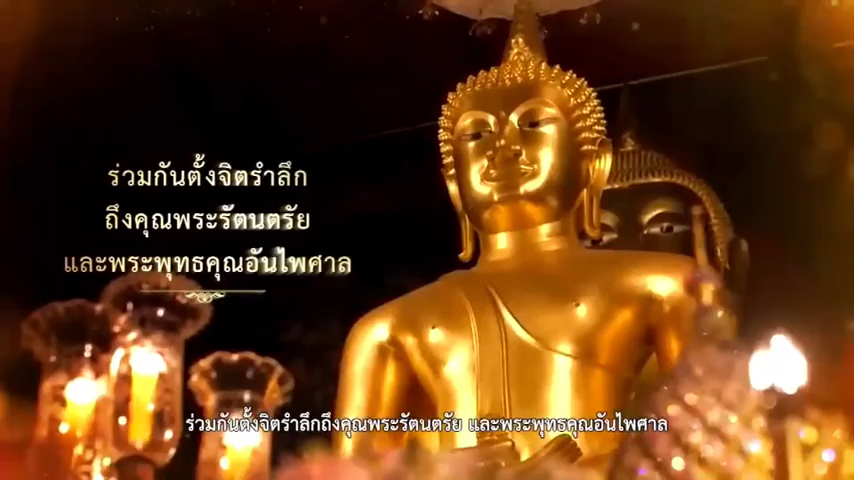 ร่วมกันตั้งจิตรำลึก
ถึงคุณพระรัตนตรัย
และพระพุทธคุณอันไพศาล
ร่วมกันตั้งจิตรำลึกถึงคุณพระรัตนตรัย และพระพุทธคุณอันไพศาล